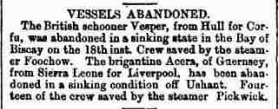 VESSELS ABANDONED.
The British schooner Vesper, from Hull for Cor-
fu, was abandoned in a sinking state in the Bay of
Biscay on the 18th inst. Crew saved by the steam-
er Foochow. The brigantine Acera, of Guernsey,
from Sierra Leone for Liverpool, has been aban-
doned in a sinking condition off Ushant. Four
teen of the crew saved by the steamer Pickwick.